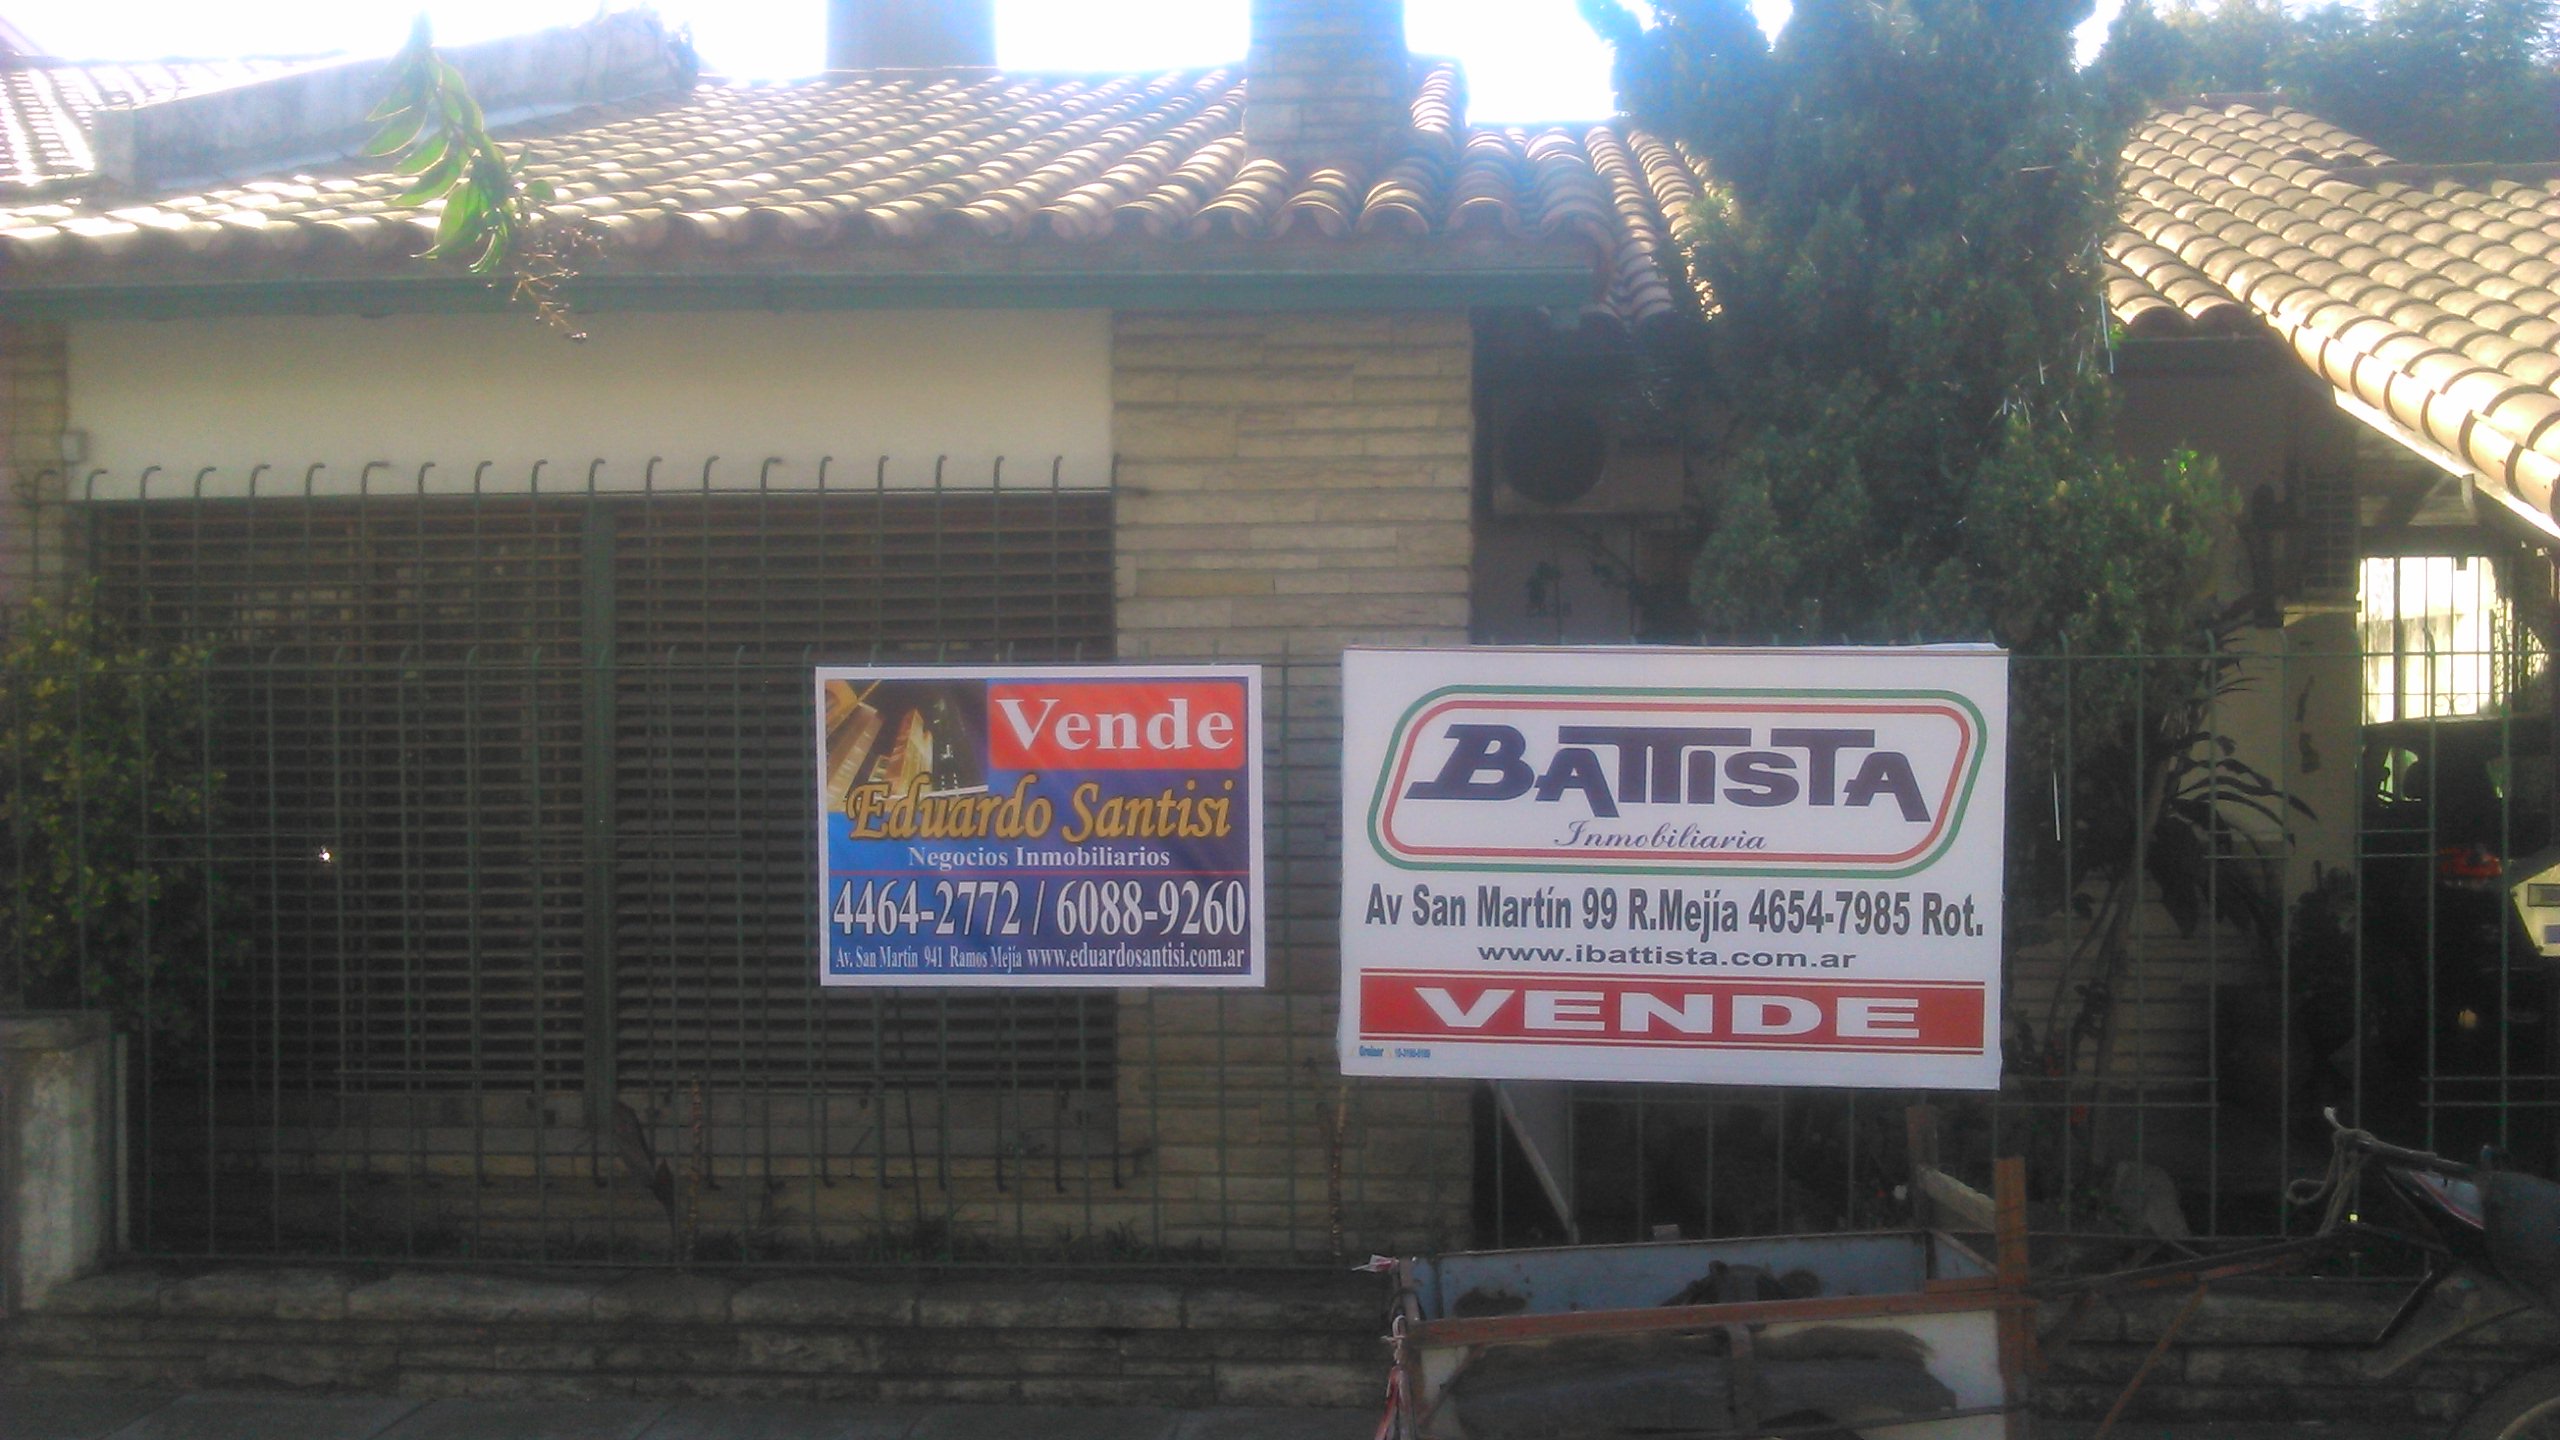 Vende
Eduardo Santisi
Negocios Inmobiliarios
4464-2772 / 6088-9260
Av. San Martín 941 Ramos Mejía www.eduardosantisi.com.ar
BATTISTA
Inmobiliaria
Av San Martín 99 R.Mejía 4654-7985 Rot.
www.ibattista.com.ar
VENDE